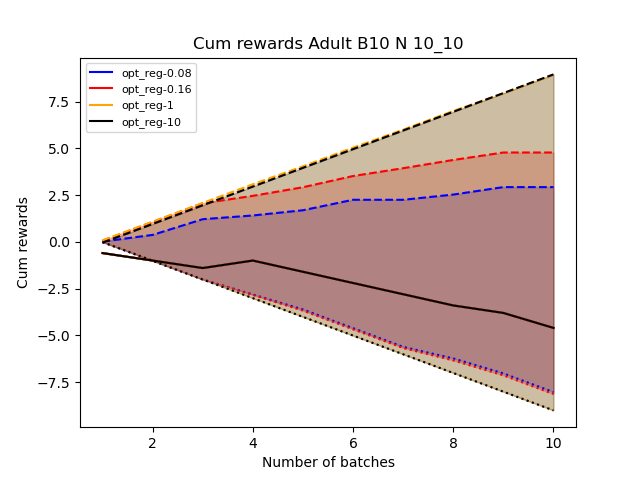 Cum rewards Adult B10 N 10_10
opt_reg-0.08
opt_reg-0.16
opt_reg-1
opt_reg-10
7.5
5.0
2.5
0.0
−2.5
−5.0
−7.5
Cum rewards
2 4 6 8 10
Number of batches